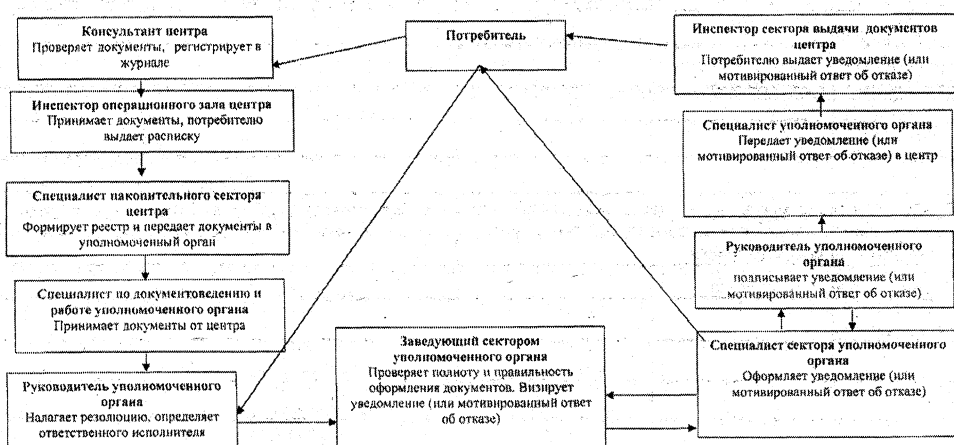 Консультант центра
Проверяет документы, регистрирует в
журнале
Инспектор операционного зала центра
Принимает документы, потребителю
выдает расписку
Специалист накопительного сектора
центра
Формирует реестр и передает документы в
уполномоченный орган
Специалист по документоведению и
работе уполномоченного органа
Принимает документы от центра
Руководитель уполномоченного
органа
Налагает резолюцию, определяет
ответственного исполнителя
Потребитель
Заведующий сектором
уполномоченного органа
Проверяет полноту и правильность
оформления документов. Визирует
уведомление (или мотивированный ответ
об отказе)
Инспектор сектора выдачи документов
центра
Потребителю выдает уведомление (или
мотивированный ответ об отказе)
Специалист уполномоченного органа
Передает уведомление (или
мотивированный ответ об отказе) в центр
Руководитель уполномоченного
органа
подписывает уведомление (или
мотивированный ответ об отказе)
Специалист сектора уполномоченного
органа
Оформляет уведомление (или
мотивированный ответ об отказе)